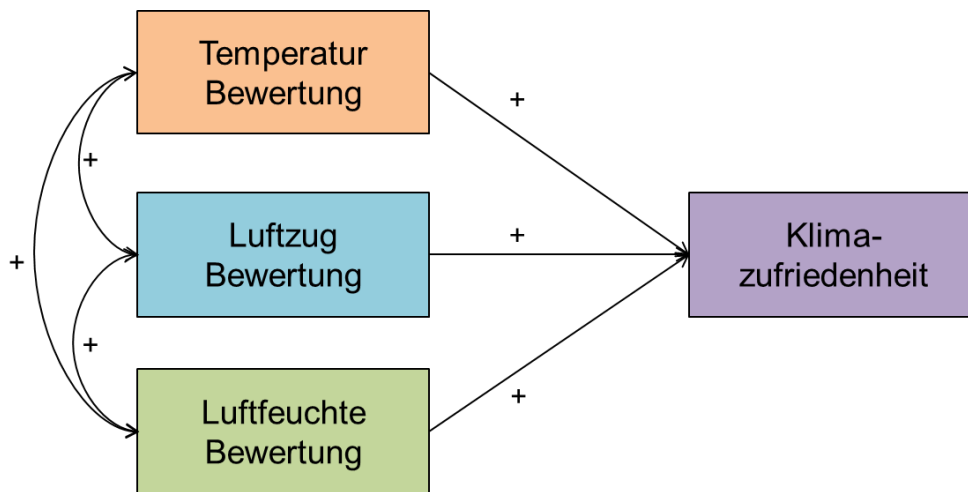 Temperatur
Bewertung
+
+
Luftzug
Bewertung
+
Klima-
zufriedenheit
+
+
+
Luftfeuchte
Bewertung